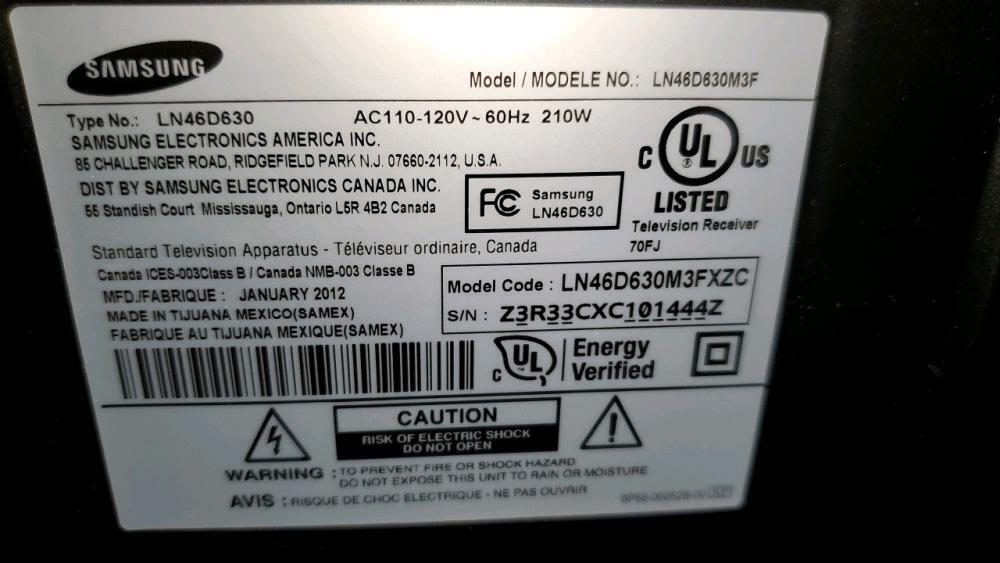 SAMSUNG
Model / MODELE NO.: LN46D630M3F
Type No.: LN46D630 AC110-120V~60Hz 210W
SAMSUNG ELECTRONICS AMERICA INC.
85 CHALLENGER ROAD, RIDGEFIELD PARK N.J. 07660-2112, U.S.A.
DIST BY SAMSUNG ELECTRONICS CANADA INC.
55 Standish Court Mississauga, Ontario L5R 4B2 Canada
FC Samsung
LN46D630
C UL ® US
LISTED
Television Receiver
70FJ
Standard Television Apparatus - Téléviseur ordinaire, Canada
Canada ICES-003Class B / Canada NMB-003 Classe B
MFD./FABRIQUE : JANUARY 2012
MADE IN TIJUANA MEXICO(SAMEX)
FABRIQUE AU TIJUANA MEXIQUE(SAMEX)
Model Code : LN46D630M3FXZC
S/N : Z3R33CXC101444Z
C UL ™ Energy
Verified
CAUTION
RISK OF ELECTRIC SHOCK
DO NOT OPEN
WARNING : TO PREVENT FIRE OR SHOCK HAZARD
DO NOT EXPOSE THIS UNIT TO RAIN OR MOISTURE
AVIS : RISQUE DE CHOC ELECTRIQUE - NE PAS OUVRIR
BP68-00052B-00